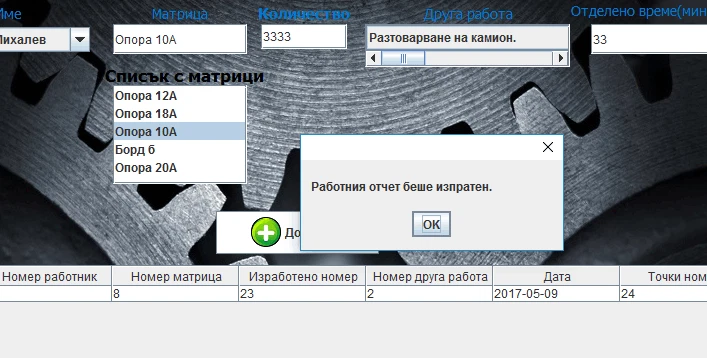 Име Матрица Количество Друга работа Отделено време(мин
Михалев Опора 10А 3333 Разтоварване на камион. 33
Списък с матрици
Опора 12А
Опора 18А
Опора 10А
Борд 6
Опора 20А
Работния отчет беше изпратен.
OK
До
Номер работник Номер матрица Изработено номер Номер друга работа Дата Точки ном
8 23 2 2017-05-09 24